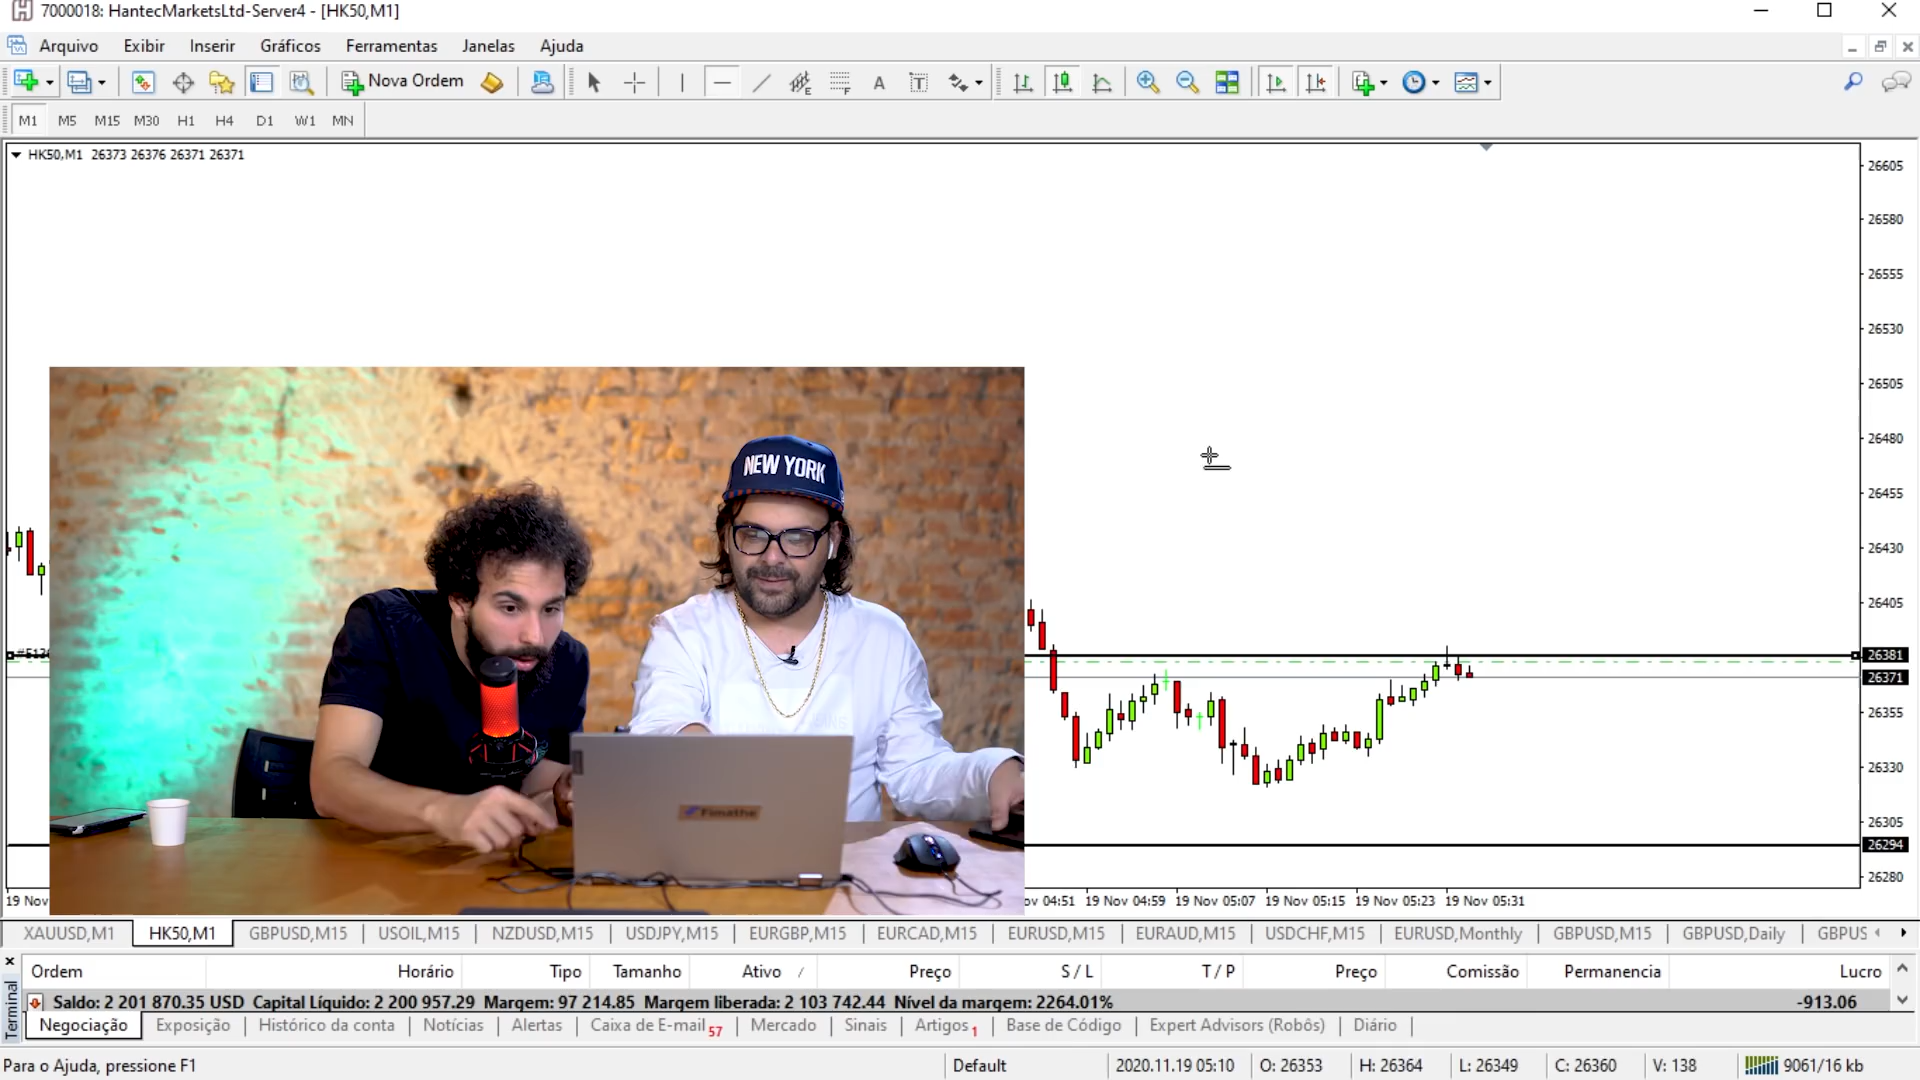 7000018: HantecMarketsLtd-Server4 - [HK50,M1]
Arquivo Exibir Inserir Gráficos Ferramentas Janelas Ajuda
Nova Ordem A T E F
M1 M5 M15 M30 H1 H4 D1 W1 MN
HK50,M1 26373 26376 26371 26371
26605
26580
26555
26530
26505
26480
26455
26430
26405
26381
26371
26355
26330
26305
26294
26280
NEW YORK
Fimathe
19 Nov
04:51 19 Nov 04:59 19 Nov 05:07 19 Nov 05:15 19 Nov 05:23 19 Nov 05:31
XAUUSD,M1 HK50,M1 GBPUSD,M15 USOIL,M15 NZDUSD,M15 USDJPY,M15 EURGBP,M15 EURCAD,M15 EURUSD,M15 EURAUD,M15 USDCHF,M15 EURUSD,Monthly GBPUSD,M15 GBPUSD,Daily GBPUS
Ordem Horário Tipo Tamanho Ativo / Preço S / L T / P Preço Comissão Permanencia Lucro
Saldo: 2 201 870.35 USD Capital Líquido: 2 200 957.29 Margem: 97 214.85 Margem liberada: 2 103 742.44 Nível da margem: 2264.01% -913.06
Terminal
Negociação Exposição Histórico da conta Notícias Alertas Caixa de E-mail 57 Mercado Sinais Artigos 1 Base de Código Expert Advisors (Robôs) Diário
Para o Ajuda, pressione F1 Default 2020.11.19 05:10 O: 26353 H: 26364 L: 26349 C: 26360 V: 138 9061/16 kb